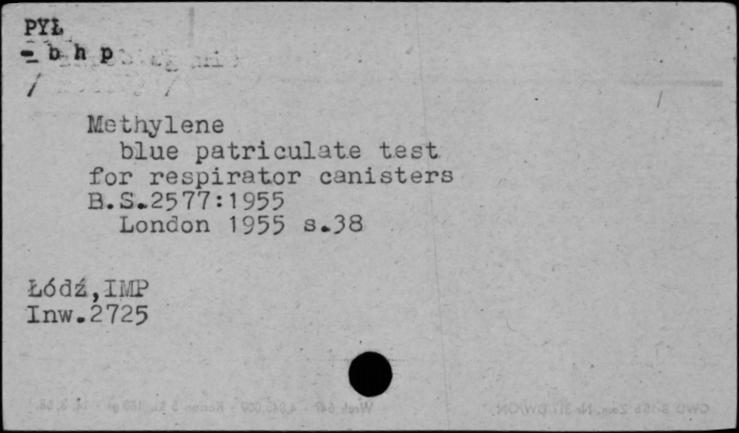 PYŁ
- b h p
Methylene
blue patriculate test
for respirator canisters
B.S.2577:1955
London 1955 s.38
Łódź,IMP
Inw.2725